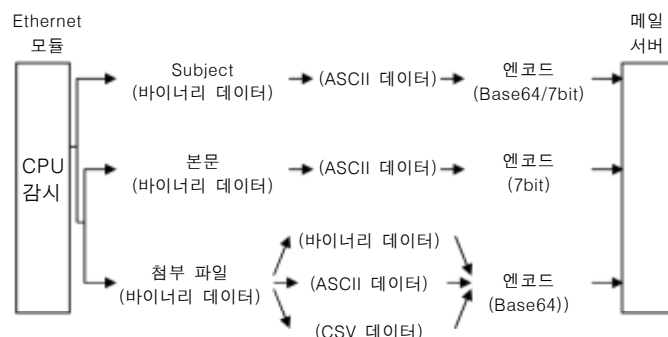 Ethernet
모듈
메일
서버
CPU
감시
Subject
(바이너리 데이터)
(ASCII 데이터)
엔코드
(Base64/7bit)
본문
(바이너리 데이터)
(ASCII 데이터)
엔코드
(7bit)
첨부 파일
(바이너리 데이터)
(바이너리 데이터)
(ASCII 데이터)
(CSV 데이터)
엔코드
(Base64))